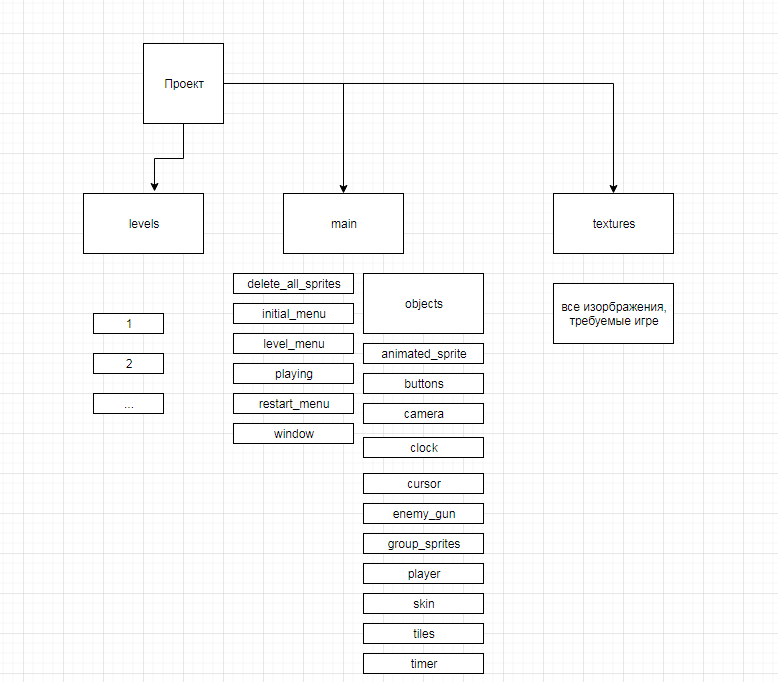 Проект
levels
main
textures
delete_all_sprites
initial_menu
level_menu
playing
restart_menu
window
objects
animated_sprite
buttons
camera
clock
cursor
enemy_gun
group_sprites
player
skin
tiles
timer
1
2
...
все изорбражения,
требуемые игре